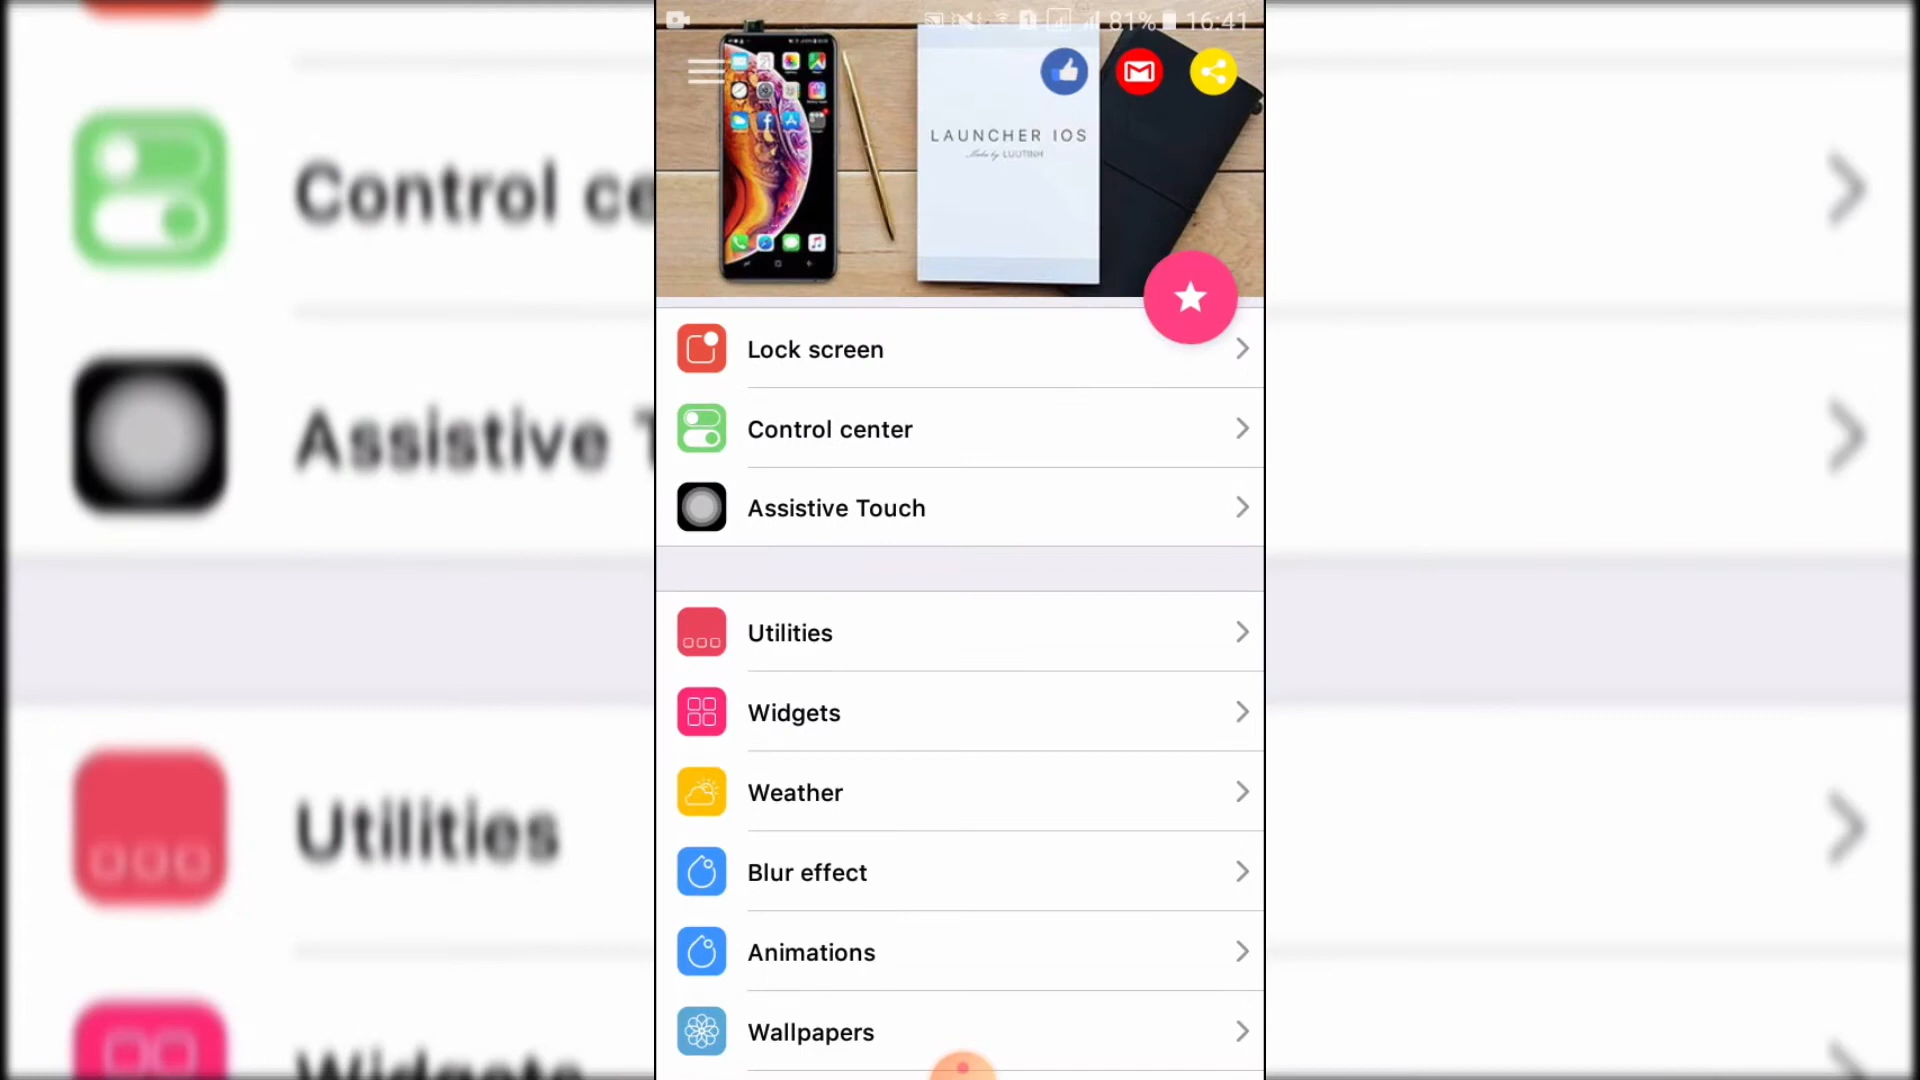 81% 16:41
LAUNCHER IOS
Made by LUUTINH
Lock screen
Control center
Assistive Touch
Utilities
Widgets
Weather
Blur effect
Animations
Wallpapers
Control ce
Assistive T
Utilities
Widgets